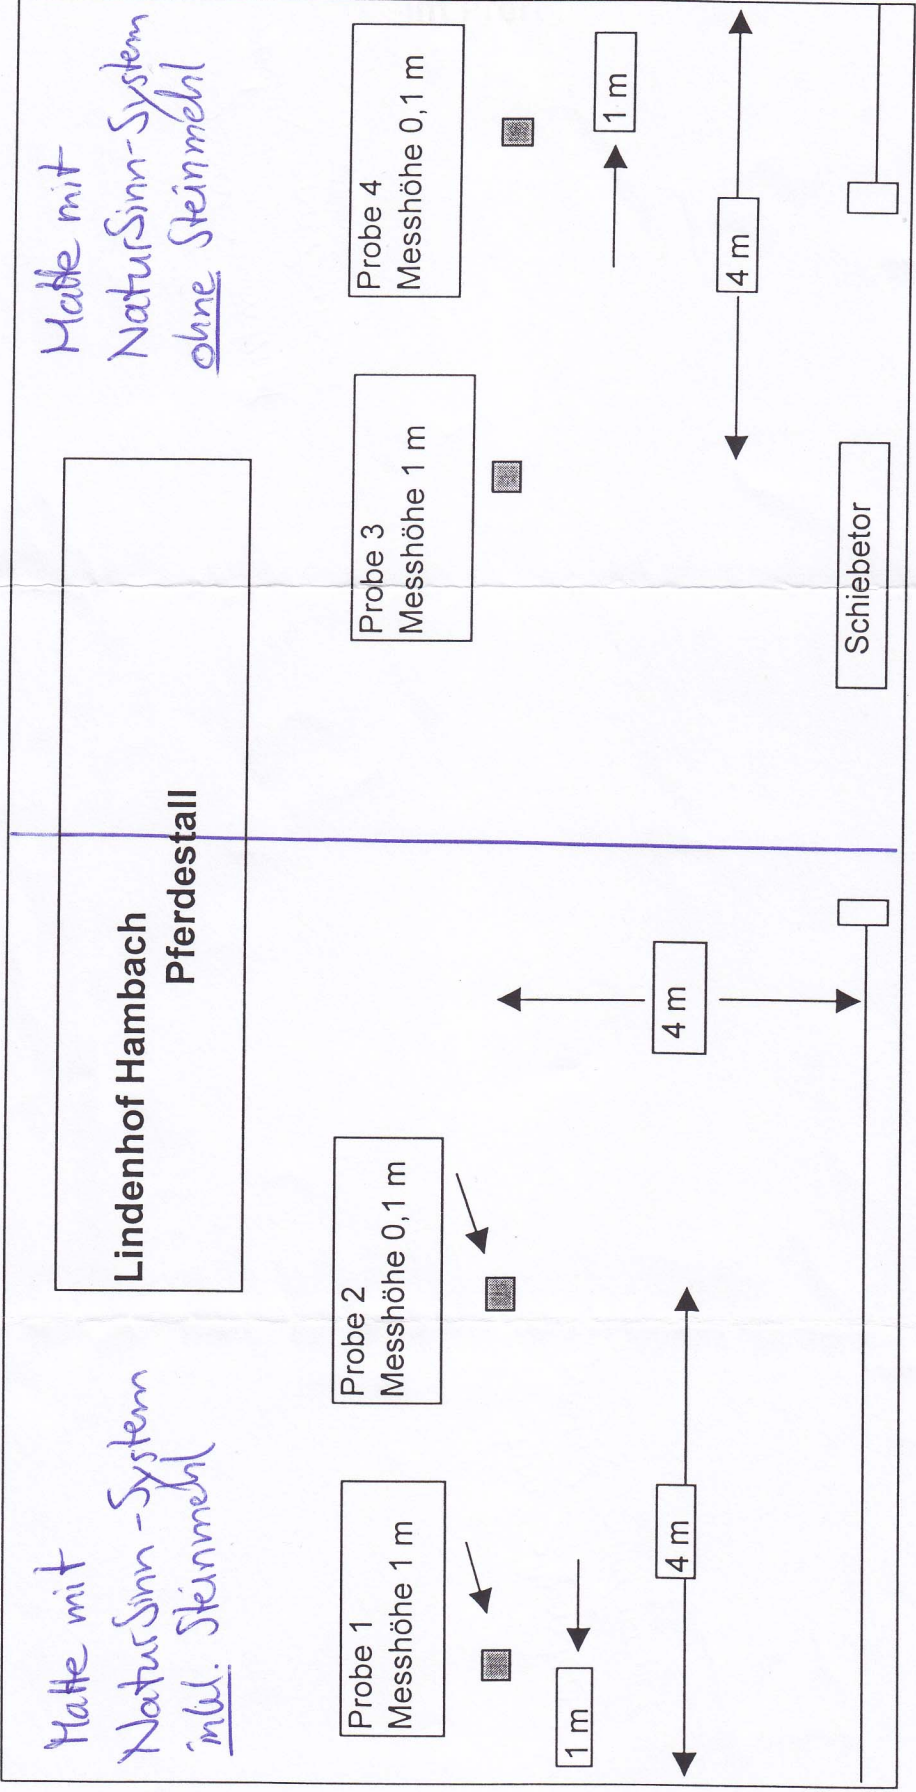 Matte mit
NaturSinn-System
inkl. Steinmehl
Lindenhof Hambach
Pferdestall
Matte mit
NaturSinn-System
ohne Steinmehl
Probe 1
Messhöhe 1 m
Probe 2
Messhöhe 0,1 m
Probe 3
Messhöhe 1 m
Probe 4
Messhöhe 0,1 m
1 m
4 m
4 m
1 m
4 m
Schiebetor